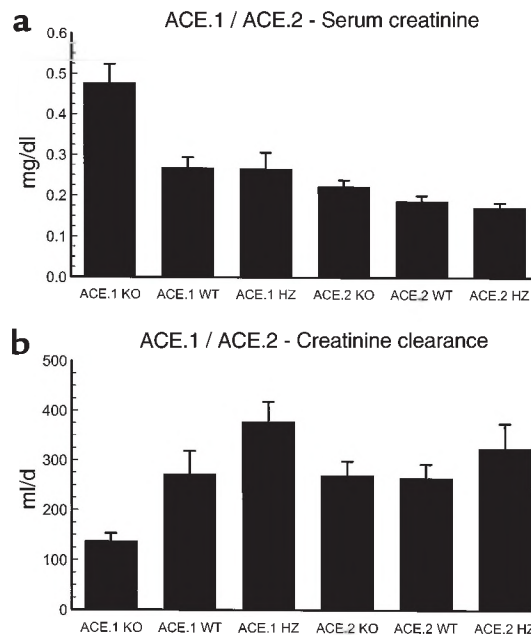 a
ACE.1 / ACE.2 - Serum creatinine
0.6
0.5
0.4
0.3
0.2
0.1
0.0
mg/dl
ACE.1 KO ACE.1 WT ACE.1 HZ ACE.2 KO ACE.2 WT ACE.2 HZ
b
ACE.1 / ACE.2 - Creatinine clearance
500
400
300
200
100
0
ml/d
ACE.1 KO ACE.1 WT ACE.1 HZ ACE.2 KO ACE.2 WT ACE.2 HZ